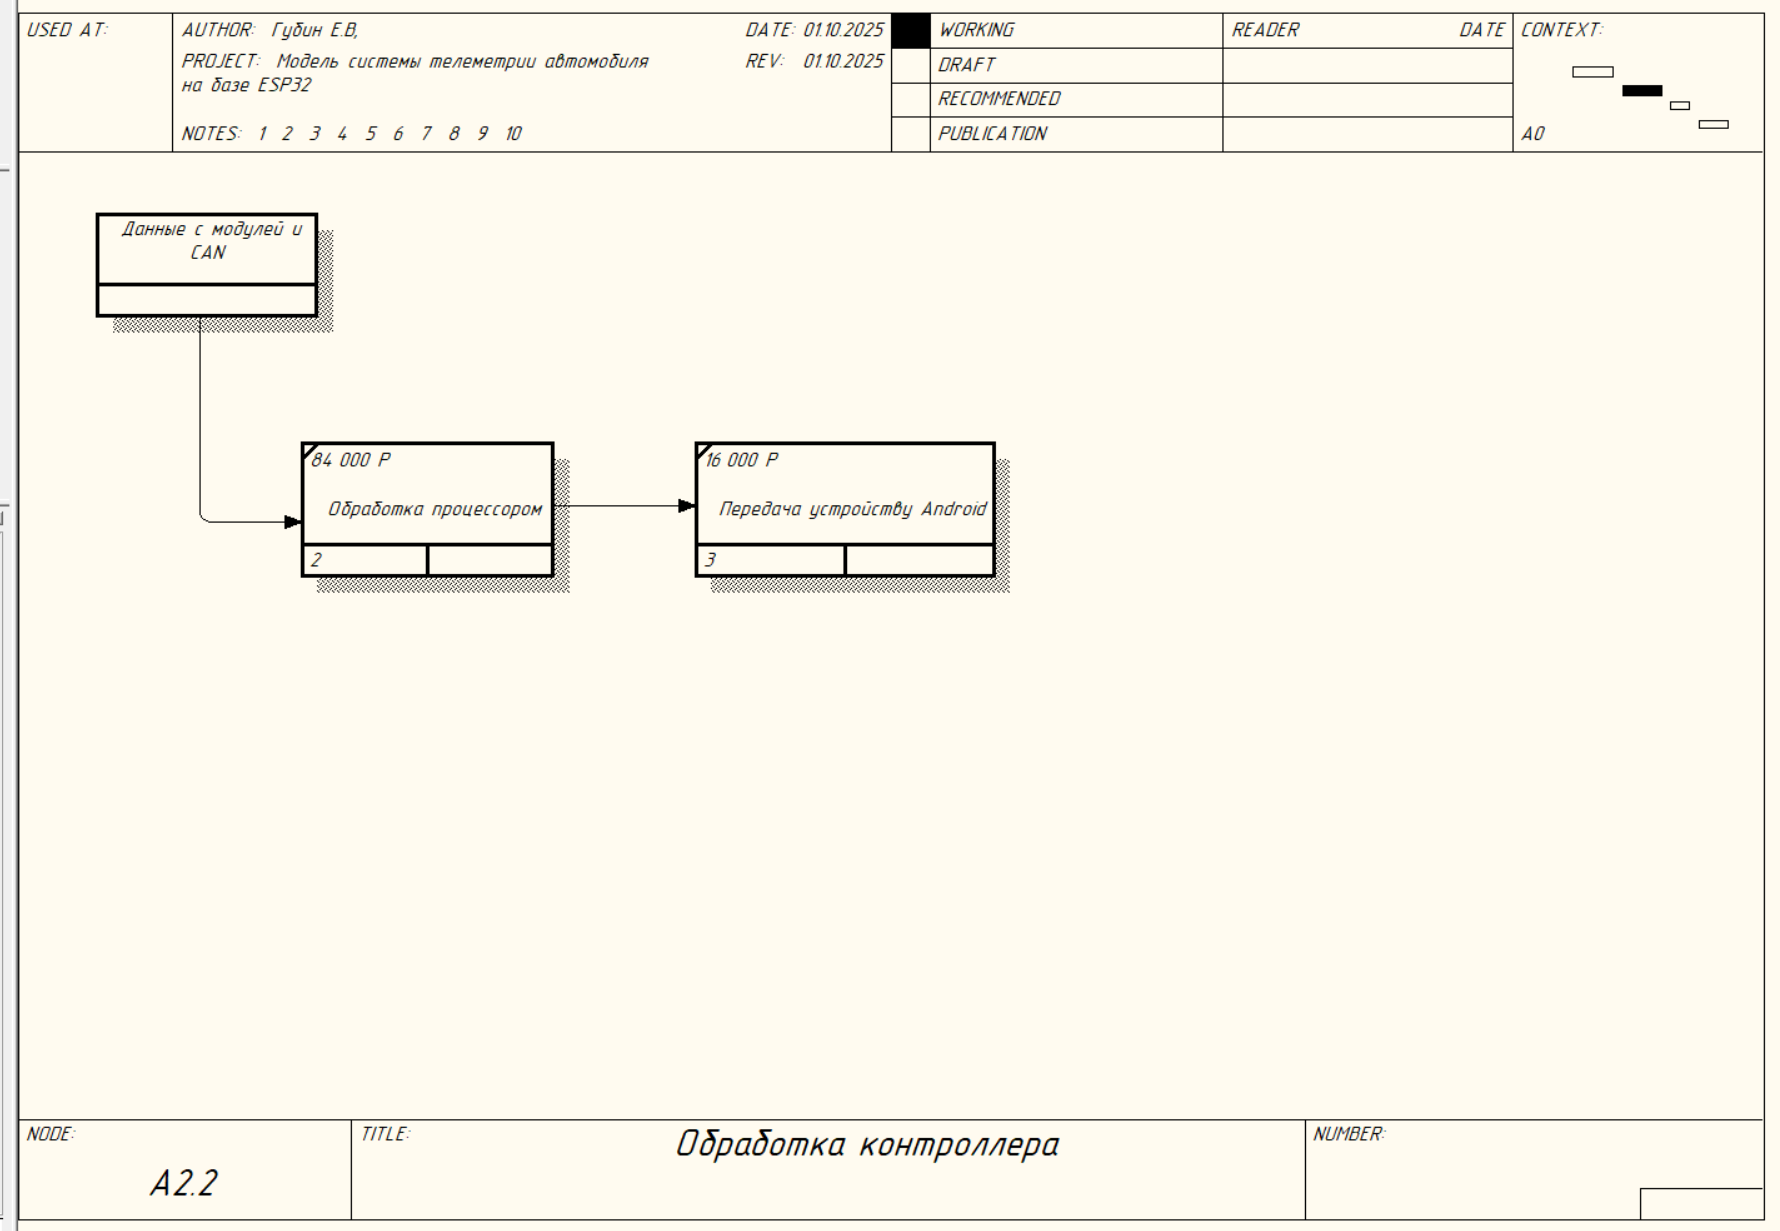 USED AT:
AUTHOR: Губин Е.В,
DATE: 01.10.2025
PROJECT: Модель системы телеметрии автомобиля
на базе ESP32
REV: 01.10.2025
NOTES: 1 2 3 4 5 6 7 8 9 10
WORKING
DRAFT
RECOMMENDED
PUBLICATION
READER DATE
CONTEXT:
A0
Данные с модулей и
CAN
84 000 Р
Обработка процессором
2
16 000 Р
Передача устройству Android
3
NODE:
A2.2
TITLE:
Обработка контроллера
NUMBER: